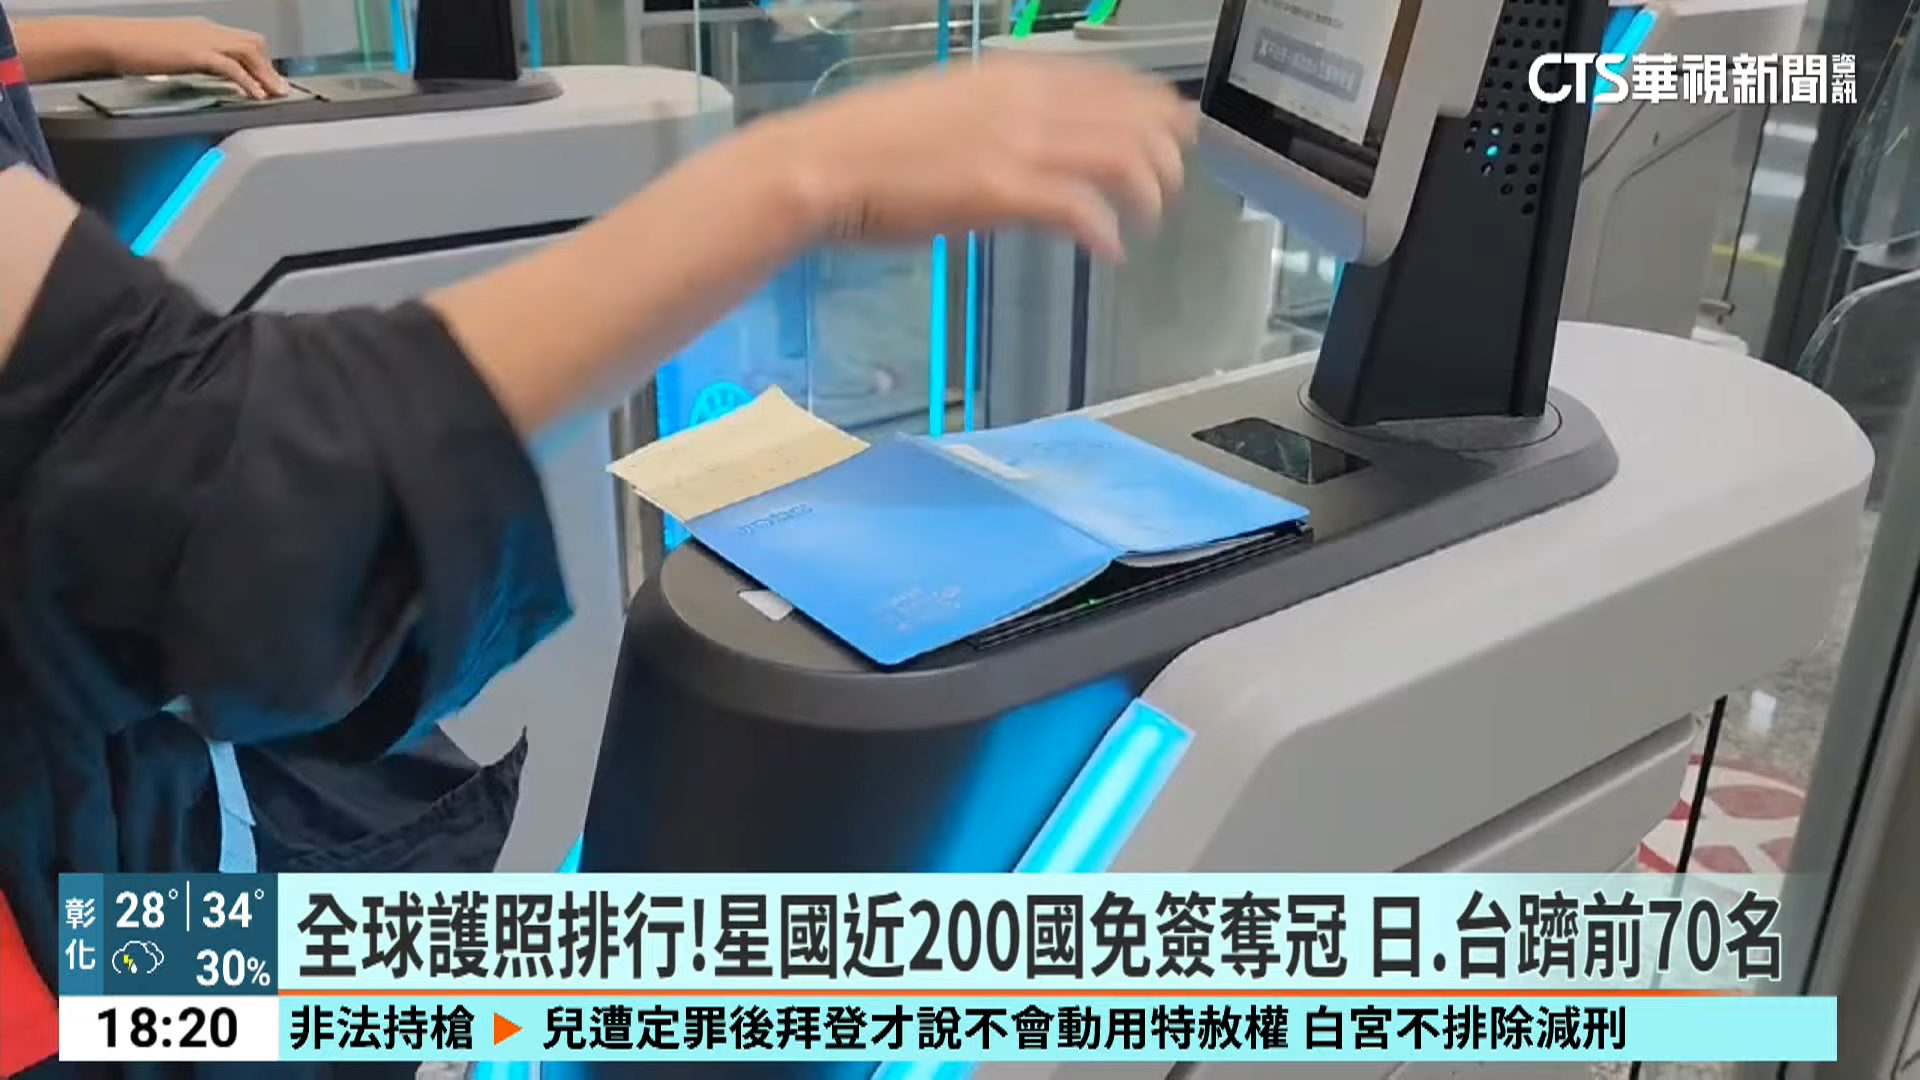 CTS華視新聞資訊
彰化
28°|34°
30%
全球護照排行!星國近200國免簽奪冠 日.台躋前70名
18:20
非法持槍 ▶ 兒遭定罪後拜登才說不會動用特赦權 白宮不排除減刑